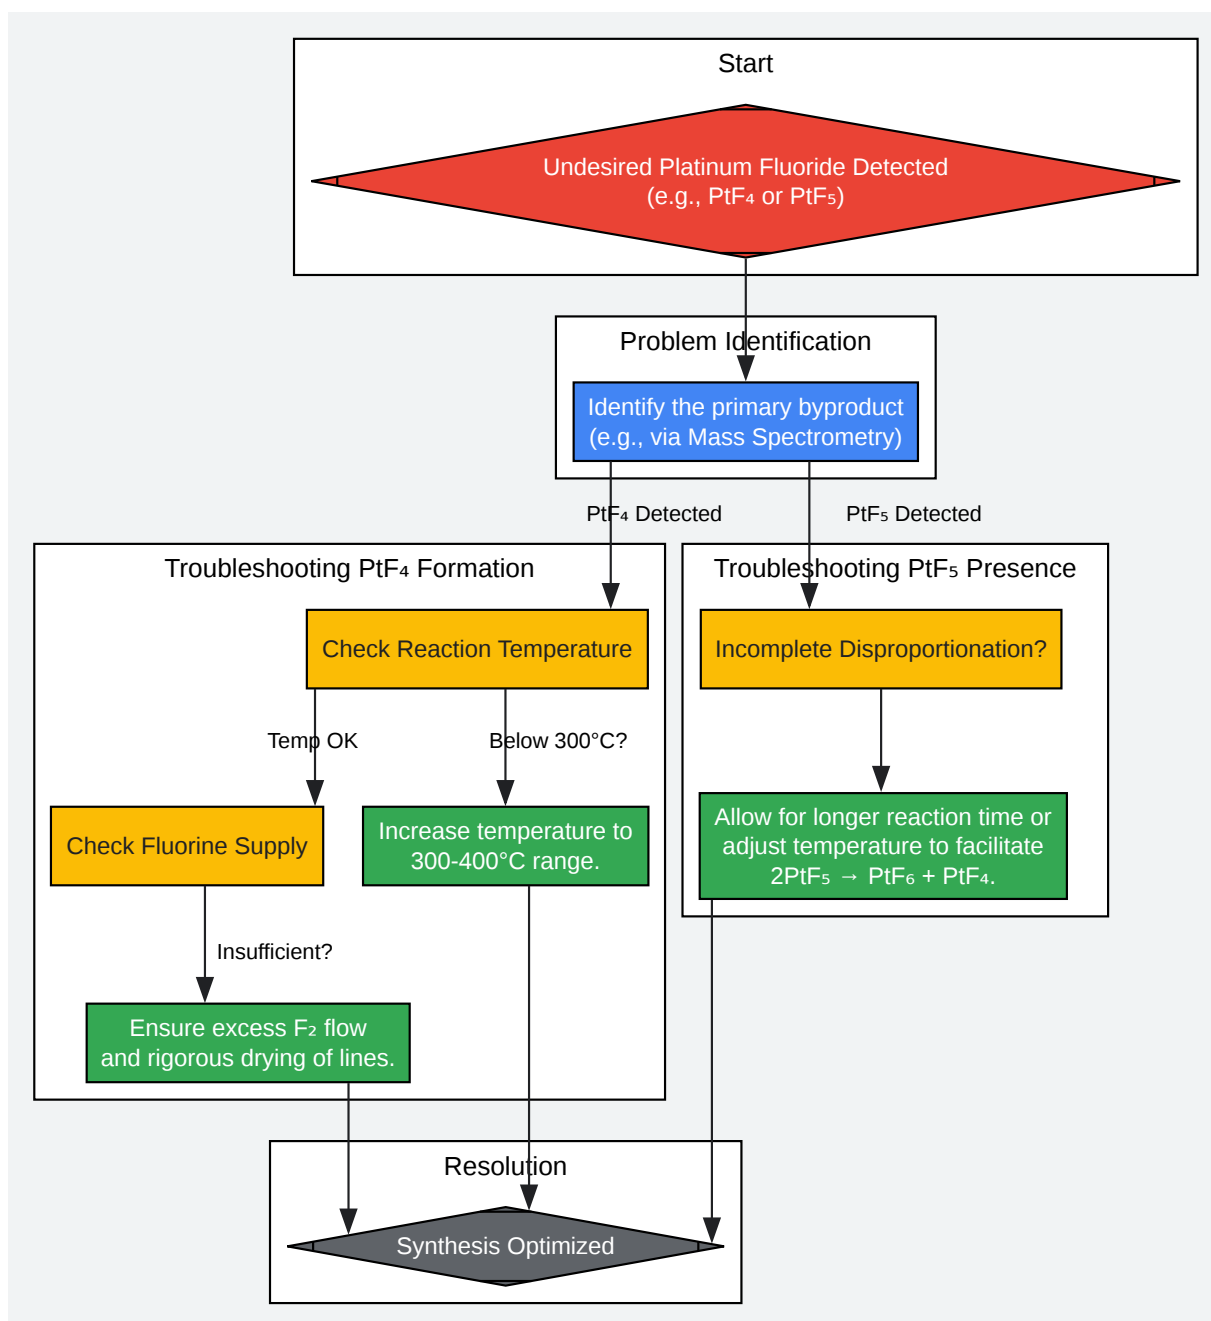 Start
Undesired Platinum Fluoride Detected
(e.g., PtF₄ or PtF₅)
Problem Identification
Identify the primary byproduct
(e.g., via Mass Spectrometry)
PtF₄ Detected
PtF₅ Detected
Troubleshooting PtF₄ Formation
Troubleshooting PtF₅ Presence
Check Reaction Temperature
Incomplete Disproportionation?
Temp OK
Below 300°C?
Check Fluorine Supply
Increase temperature to
300-400°C range.
Allow for longer reaction time or
adjust temperature to facilitate
2PtF₅ → PtF₆ + PtF₄.
Insufficient?
Ensure excess F₂ flow
and rigorous drying of lines.
Resolution
Synthesis Optimized